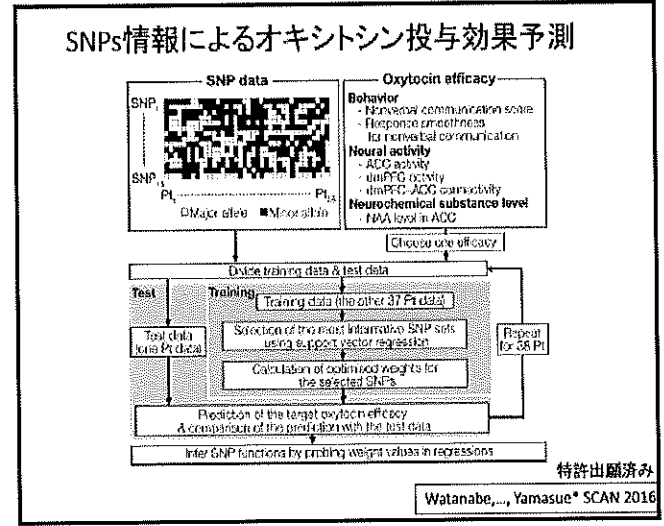 SNPs情報によるオキシトシン投与効果予測
SNP data
SNP₁
SNP₁₅
Pt₁
Pt₃₈
Major allele
Minor allele
Oxytocin efficacy
Behavior
- Nonverbal communication score
- Response smoothness
for nonverbal communication
Neural activity
- ACC activity
- dmPFC activity
- dmPFC-ACC connectivity
Neurochemical substance level
- NAA level in ACC
Choose one efficacy
Divide training data & test data
Test
Training
Training data (the other 37 Pt data)
Test data
(one Pt data)
Selection of the most informative SNP sets
using support vector regression
Calculation of optimised weights for
the selected SNPs
Repeat
for 38 Pt
Prediction of the target oxytocin efficacy
& comparison of the prediction with the test data
Infer SNP functions by probing weight values in regressions
特許出願済み
Watanabe,..., Yamasue* SCAN 2016